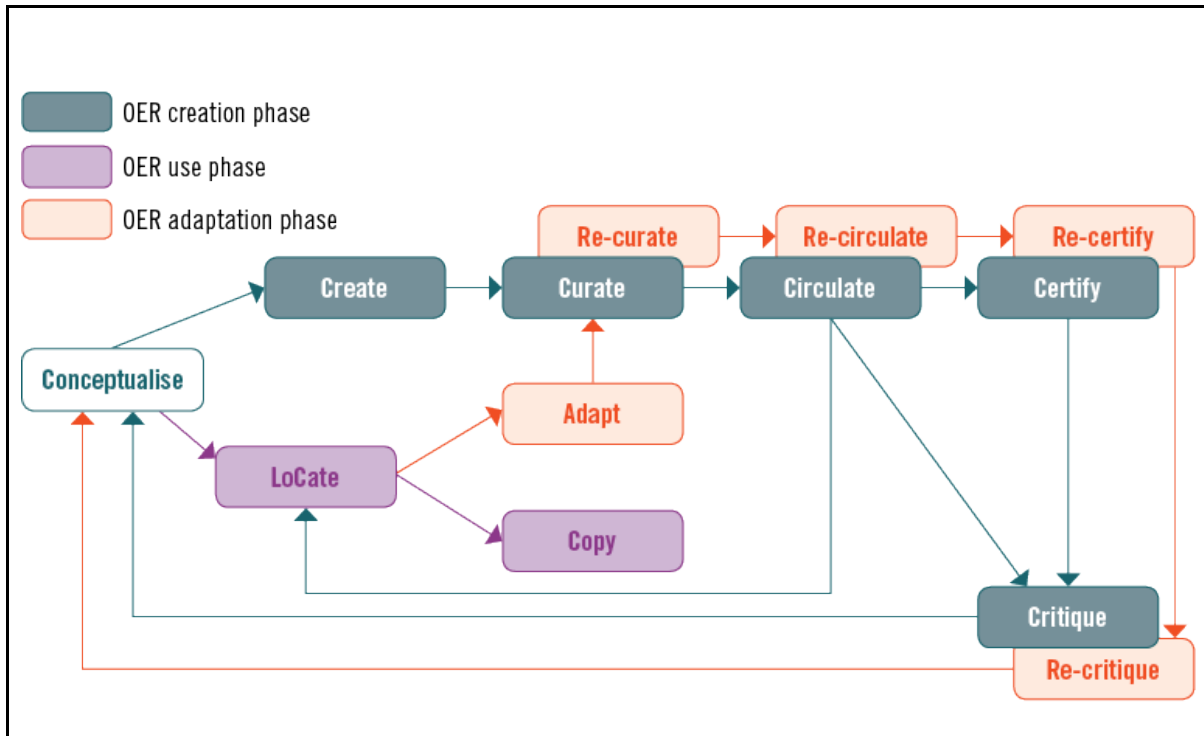 OER creation phase
OER use phase
OER adaptation phase
Re-curate
Re-circulate
Re-certify
Create
Curate
Circulate
Certify
Conceptualise
Adapt
LoCate
Copy
Critique
Re-critique